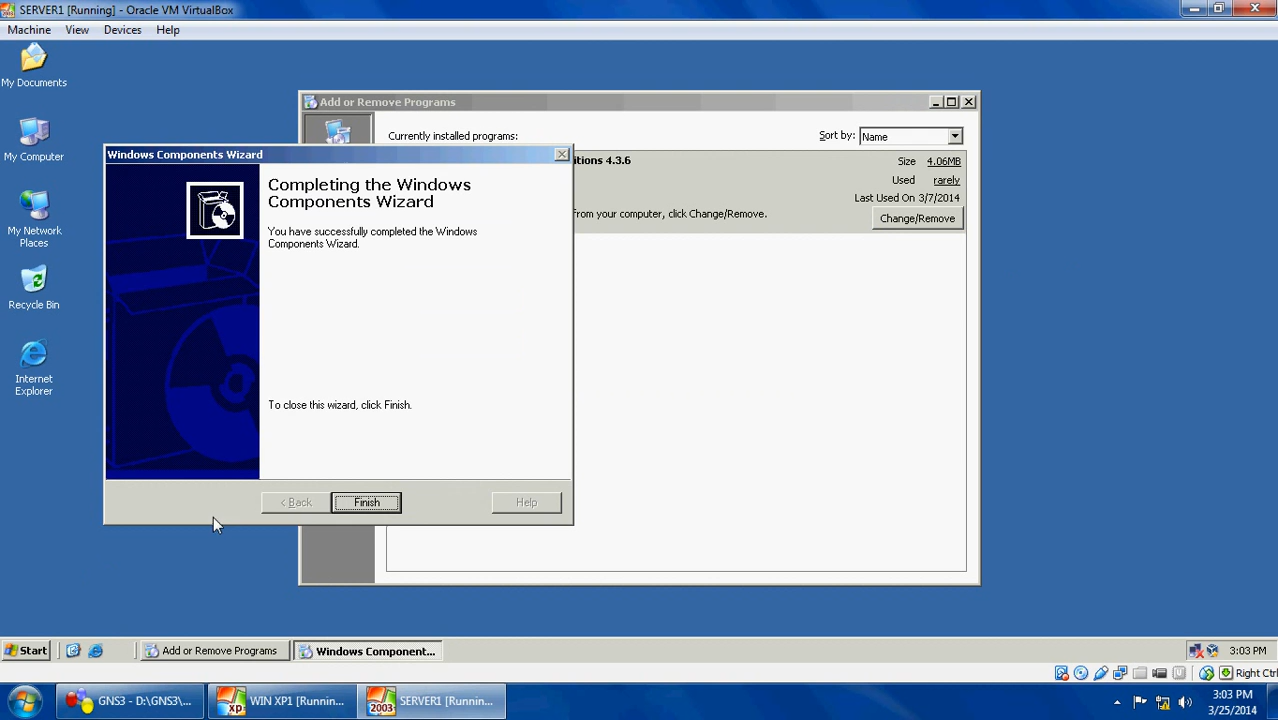 SERVER1 [Running] - Oracle VM VirtualBox
Machine View Devices Help
My Documents
My Computer
My Network
Places
Recycle Bin
Internet
Explorer
Add or Remove Programs
Currently installed programs:
Sort by: Name
itions 4.3.6
Size 4.06MB
Used rarely
Last Used On 3/7/2014
from your computer, click Change/Remove.
Change/Remove
Windows Components Wizard
Completing the Windows
Components Wizard
You have successfully completed the Windows
Components Wizard.
To close this wizard, click Finish.
< Back Finish Help
Start Add or Remove Programs Windows Component... 3:03 PM
Right Ctrl
GNS3 - D:\GNS3\... xp WIN XP1 [Runnin... 2003 SERVER1 [Runnin...
3:03 PM
3/25/2014